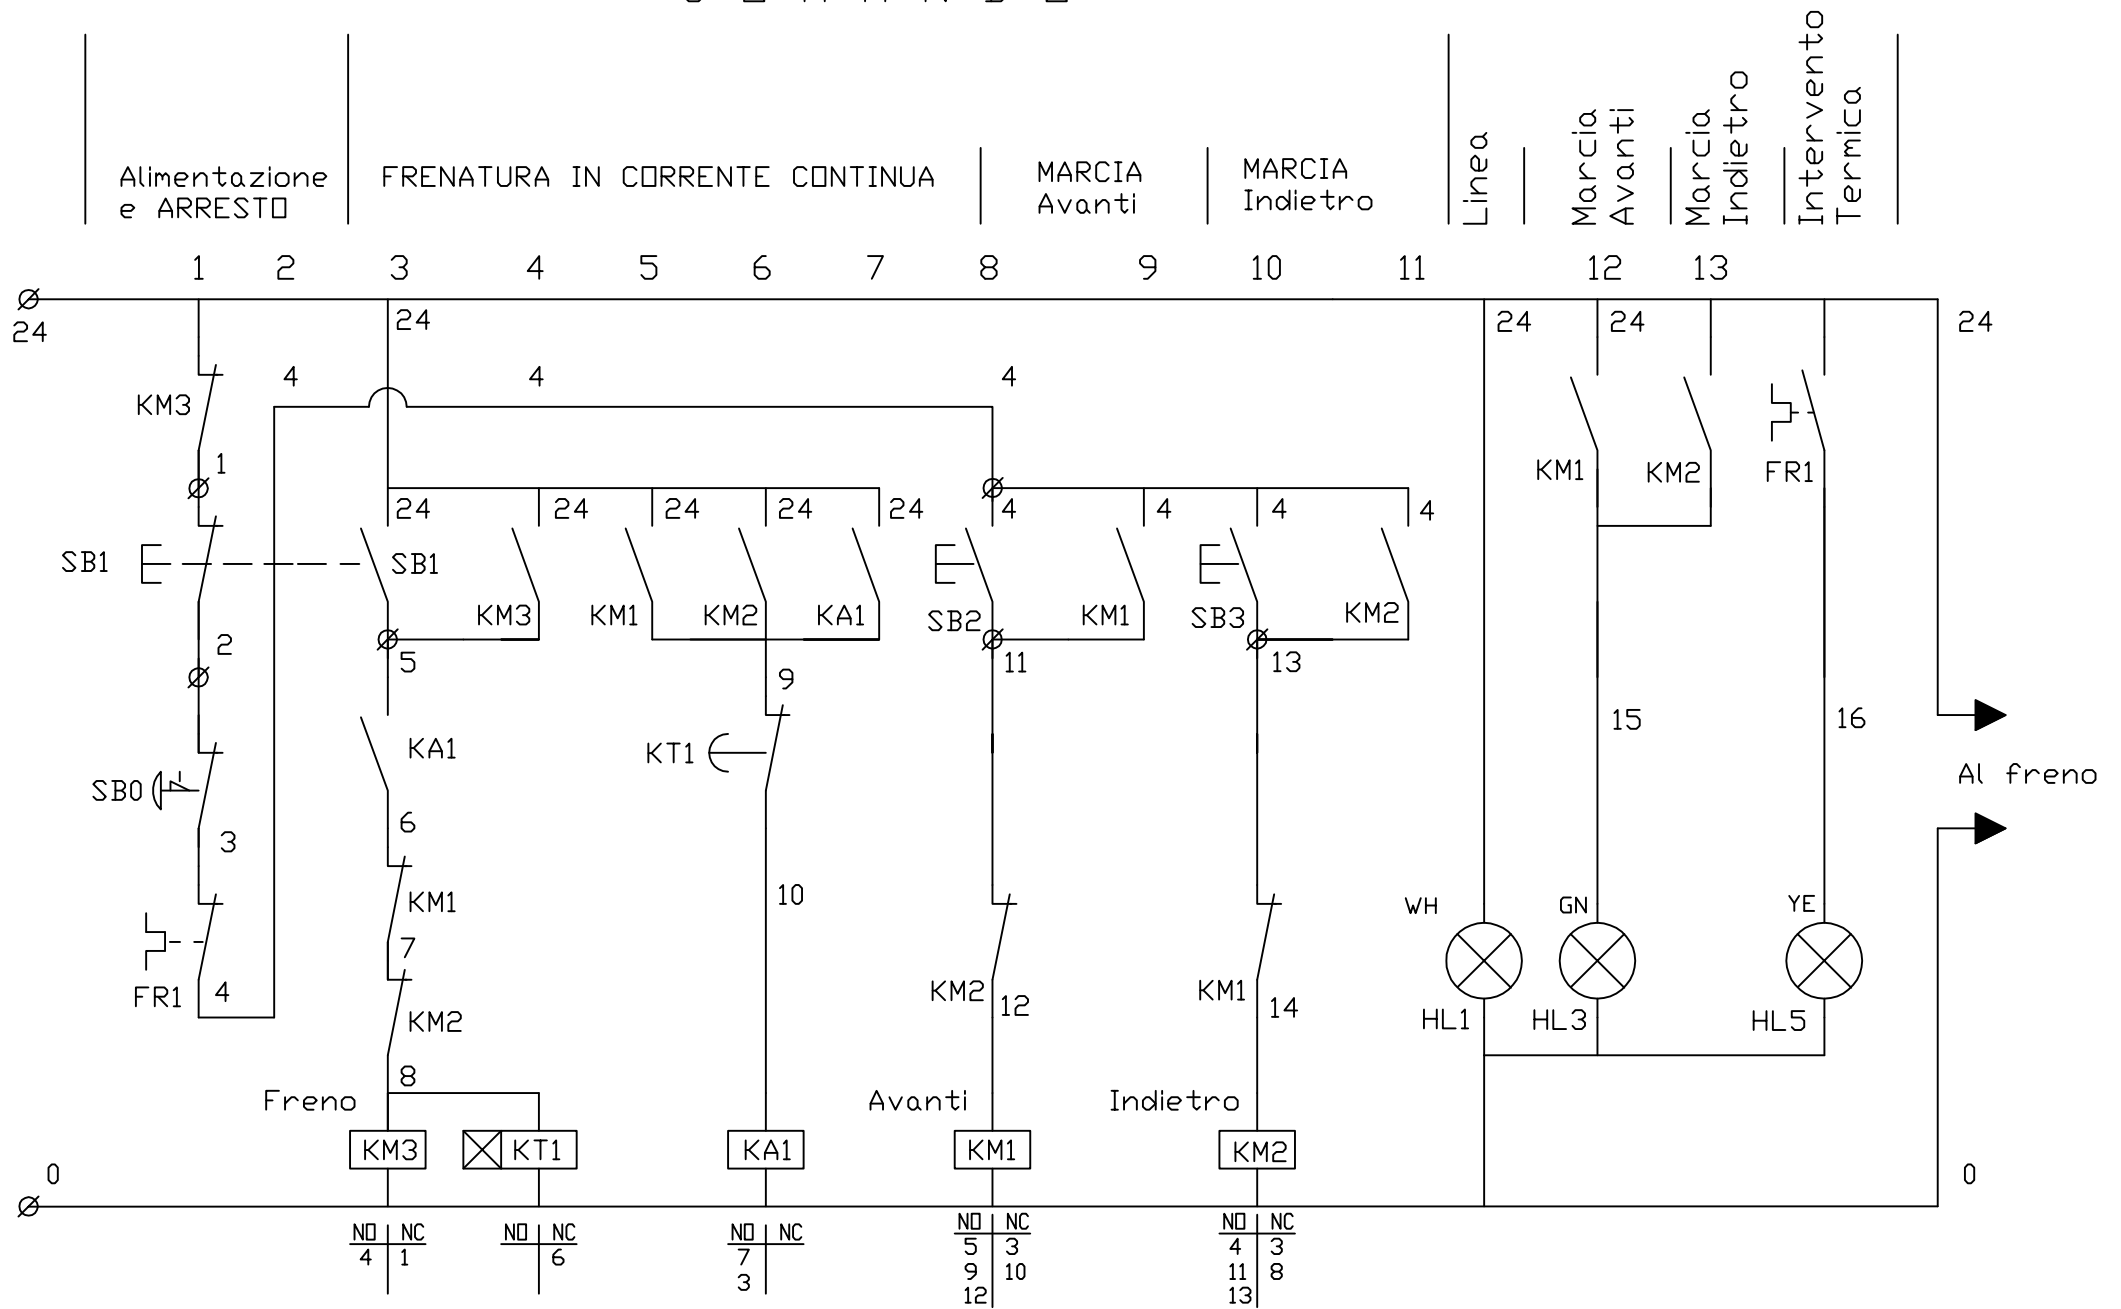 Alimentazione
e ARRESTO
FRENATURA IN CORRENTE CONTINUA
MARCIA
Avanti
MARCIA
Indietro
Linea
Marcia
Avanti
Marcia
Indietro
Intervento
Termica
1 2 3 4 5 6 7 8 9 10 11 12 13
24 24 24 24 24
4 4 4
KM3
1
24 24 24 24 24 4 4 4 4
KM1 KM2 FR1
SB1 SB1
KM3 KM1 KM2 KA1 SB2 KM1 SB3 KM2
2 5 11 13
9
15 16
KA1 KT1
Al freno
SB0
3 6
10
KM1
WH GN YE
7
FR1 4
KM2 12 KM1 14
KM2
HL1 HL3 HL5
8
Freno Avanti Indietro
KM3 KT1 KA1 KM1 KM2
0 0
NO NC NO NC NO NC NO NC NO NC
4 1 6 7 5 3 4 3
3 9 10 11 8
12 13